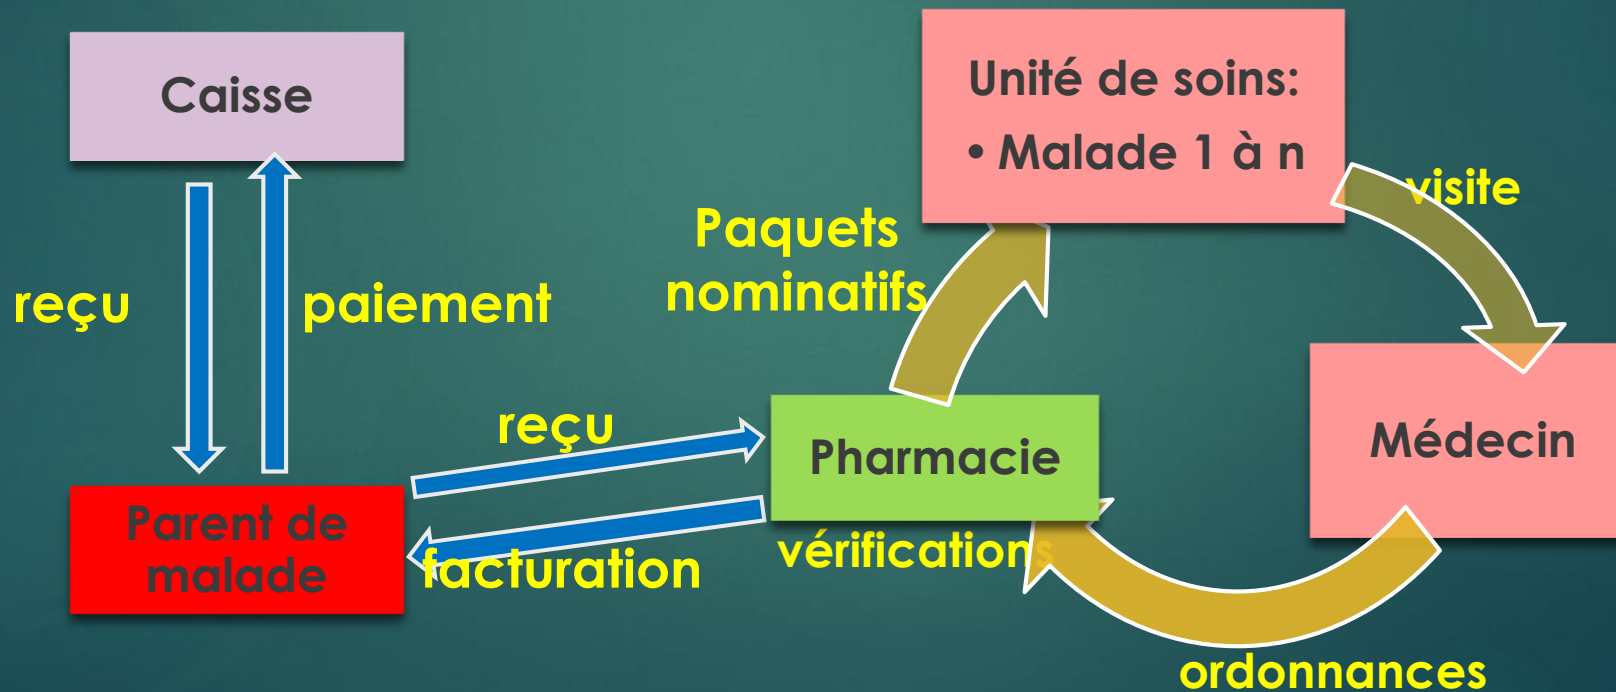 Caisse
Unité de soins:
• Malade 1 à n
visite
Paquets
nominatifs
reçu
paiement
reçu
Pharmacie
Médecin
Parent de
malade
facturation
vérifications
ordonnances